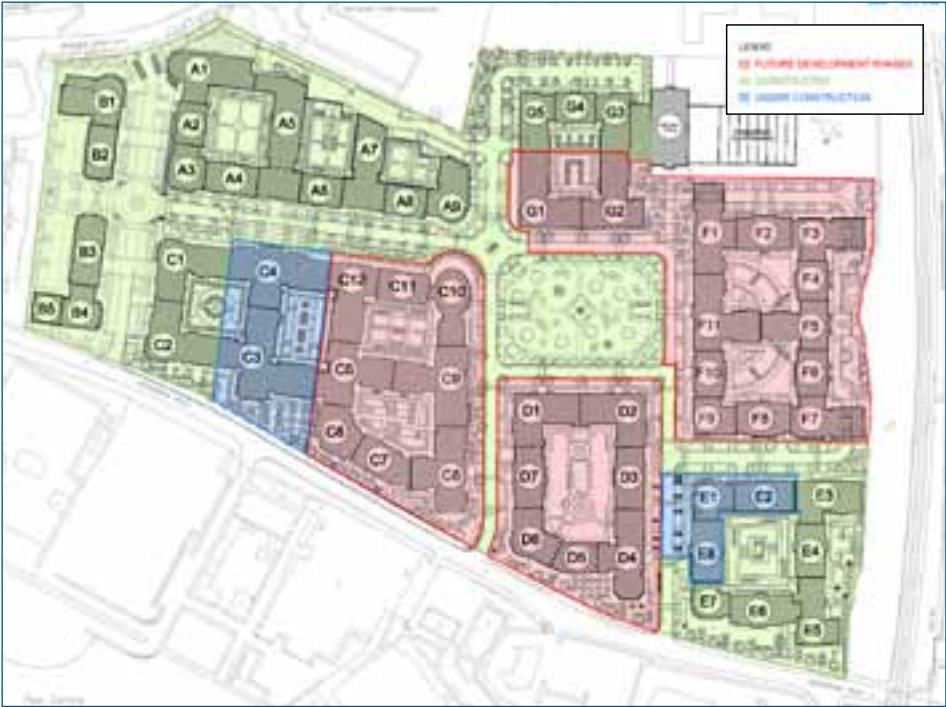 LEGEND
FUTURE DEVELOPMENT PHASES
CONSTRUCTED
UNDER CONSTRUCTION
A1
B1
A2
A5
A7
G5
G4
G3
B2
A3
A4
A6
A8
A9
G1
G2
F1
F2
F3
B3
C1
C4
C12
C11
C10
F4
B5
B4
C2
C3
F11
F5
C9
F10
F6
D1
D2
F9
F8
F7
C6
C7
C8
D7
D3
E1
E2
E3
D6
D5
D4
E8
E4
E7
E6
E5